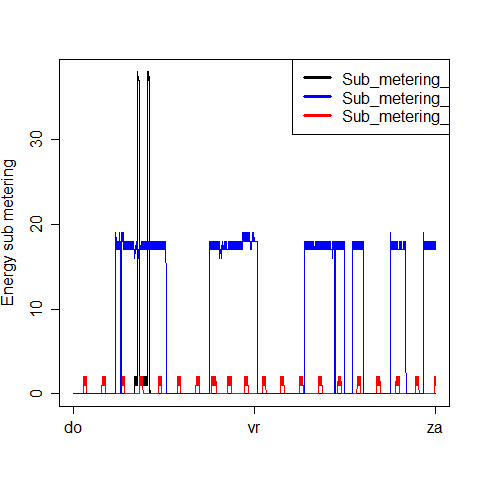 Sub_metering_
Sub_metering_
Sub_metering_
Energy sub metering
0
10
20
30
do
vr
za